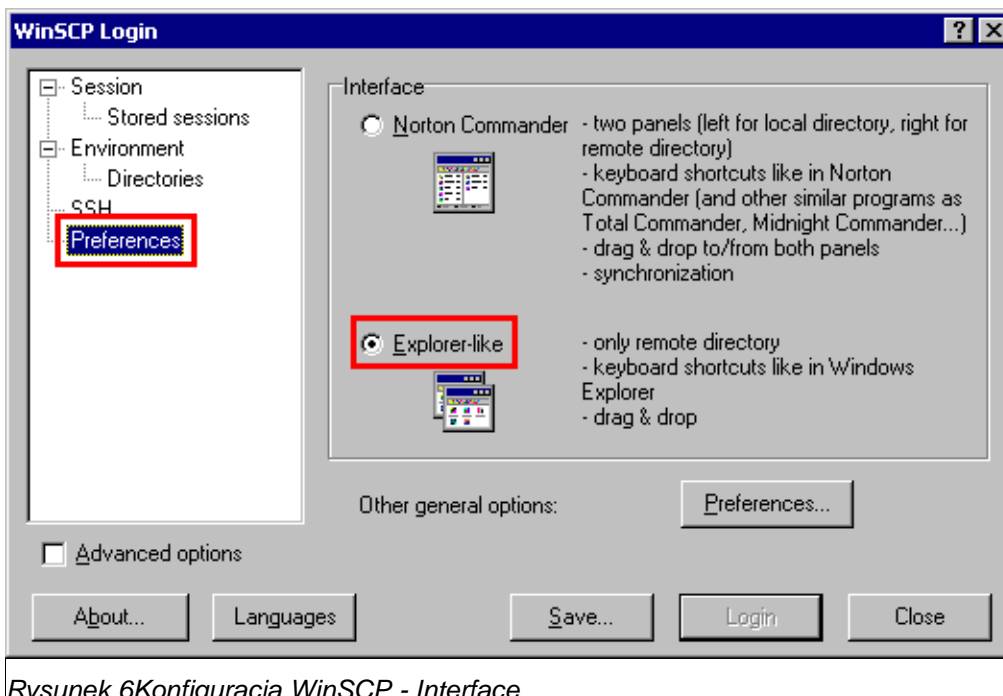 WinSCP Login
Session
Stored sessions
Environment
Directories
SSH
Preferences
Interface
Norton Commander
- two panels (left for local directory, right for
remote directory)
- keyboard shortcuts like in Norton
Commander (and other similar programs as
Total Commander, Midnight Commander...)
- drag & drop to/from both panels
- synchronization
Explorer-like
- only remote directory
- keyboard shortcuts like in Windows
Explorer
- drag & drop
Other general options:
Preferences...
Advanced options
About...
Languages
Save...
Login
Close
Rysunek 6Konfiguracja WinSCP - Interface